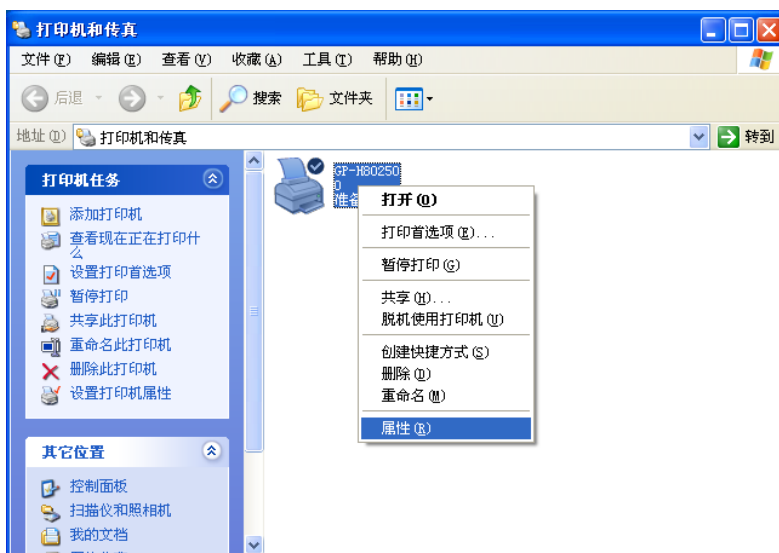 打印机和传真
文件(F) 编辑(E) 查看(V) 收藏(A) 工具(T) 帮助(H)
后退 搜索 文件夹
地址(D) 打印机和传真 转到
打印机任务
添加打印机
查看现在正在打印什
么
设置打印首选项
暂停打印
共享此打印机
重命名此打印机
删除此打印机
设置打印机属性
其它位置
控制面板
扫描仪和照相机
我的文档
GP-H80250
0
准备
打开(O)
打印首选项(E)...
暂停打印(G)
共享(H)...
脱机使用打印机(U)
创建快捷方式(S)
删除(D)
重命名(M)
属性(R)